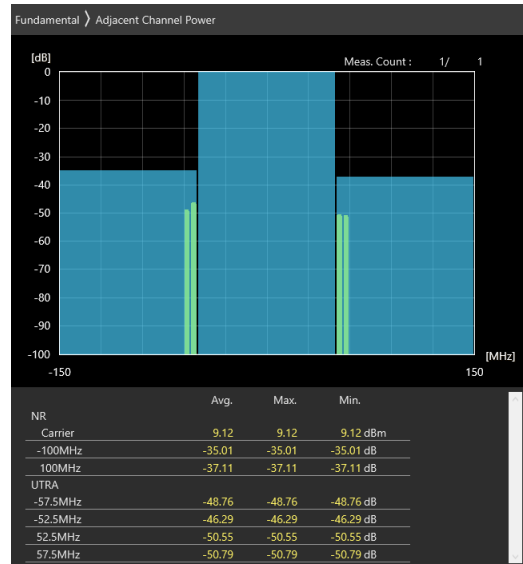 Fundamental 〉 Adjacent Channel Power
[dB]
Meas. Count : 1/ 1
0
-10
-20
-30
-40
-50
-60
-70
-80
-90
-100
[MHz]
-150 150
Avg. Max. Min.
NR
Carrier 9.12 9.12 9.12 dBm
-100MHz -35.01 -35.01 -35.01 dB
100MHz -37.11 -37.11 -37.11 dB
UTRA
-57.5MHz -48.76 -48.76 -48.76 dB
-52.5MHz -46.29 -46.29 -46.29 dB
52.5MHz -50.55 -50.55 -50.55 dB
57.5MHz -50.79 -50.79 -50.79 dB